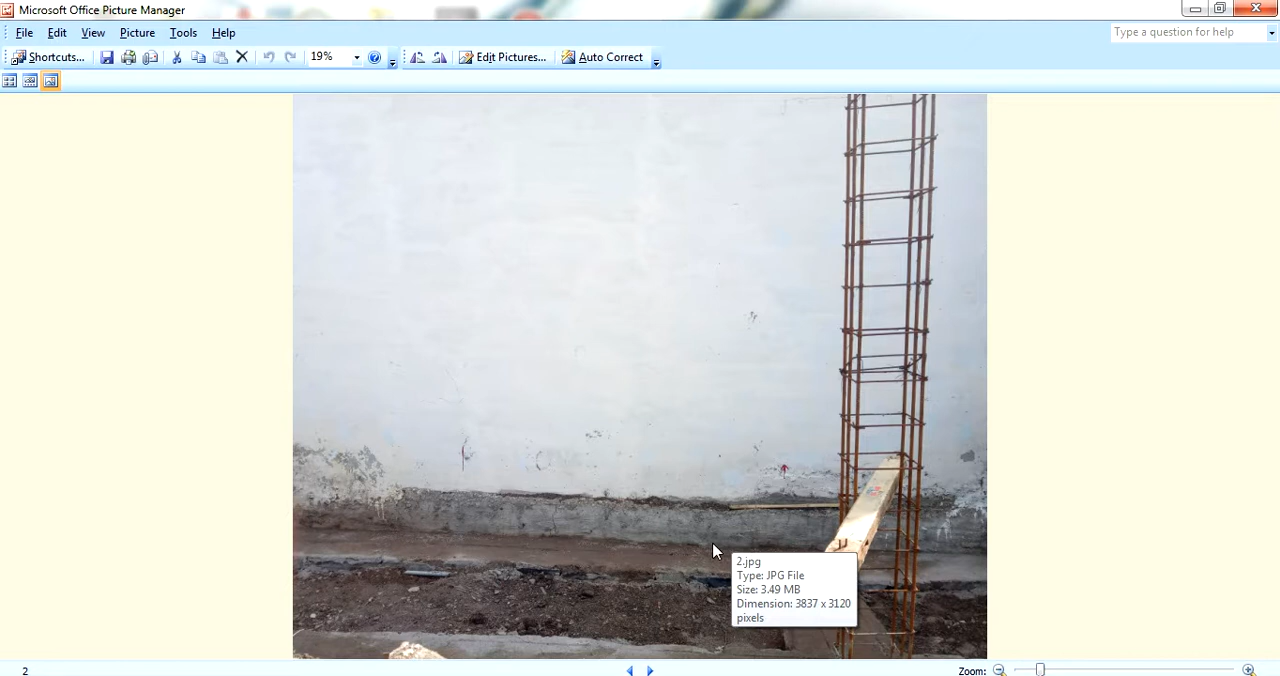 Microsoft Office Picture Manager
File Edit View Picture Tools Help
Type a question for help
Shortcuts... 19% Edit Pictures... Auto Correct
2.jpg
Type: JPG File
Size: 3.49 MB
Dimension: 3837 x 3120
pixels
2
Zoom: